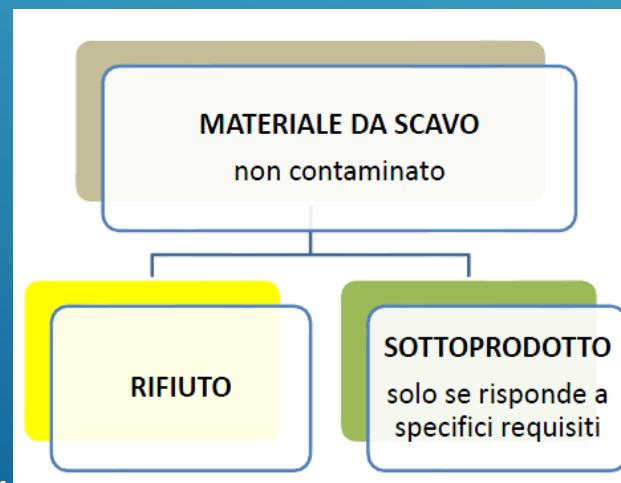 MATERIALE DA SCAVO
non contaminato
RIFIUTO
SOTTOPRODOTTO
solo se risponde a
specifici requisiti